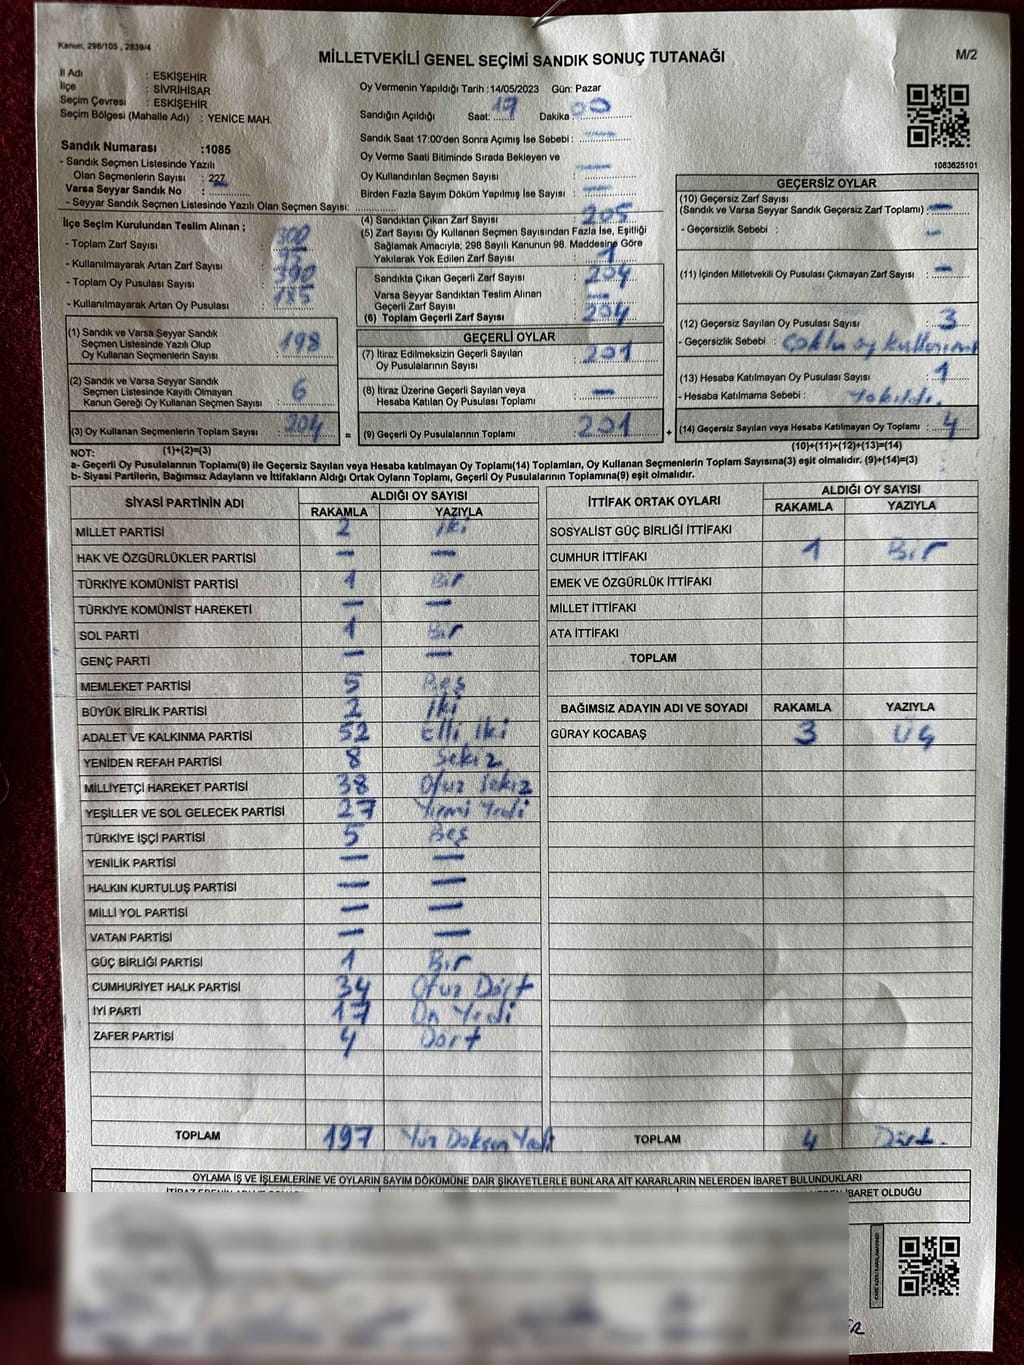 Kanun, 298/105 , 2839/4
MİLLETVEKİLİ GENEL SEÇİMİ SANDIK SONUÇ TUTANAĞI
M/2
İl Adı : ESKİŞEHİR
İlçe : SİVRİHİSAR
Seçim Çevresi : ESKİŞEHİR
Seçim Bölgesi (Mahalle Adı) : YENİCE MAH.
Sandık Numarası :1085
- Sandık Seçmen Listesinde Yazılı
Olan Seçmenlerin Sayısı : 227
Varsa Seyyar Sandık No :
- Seyyar Sandık Seçmen Listesinde Yazılı Olan Seçmen Sayısı:
İlçe Seçim Kurulundan Teslim Alınan ;
- Toplam Zarf Sayısı : 300
- Kullanılmayarak Artan Zarf Sayısı :
- Toplam Oy Pusulası Sayısı :
- Kullanılmayarak Artan Oy Pusulası : 185
Oy Vermenin Yapıldığı Tarih :14/05/2023 Gün: Pazar
Sandığın Açıldığı Saat: 17 Dakika : 00
Sandık Saat 17:00'den Sonra Açımış İse Sebebi : —
Oy Verme Saati Bitiminde Sırada Bekleyen ve
Oy Kullandırılan Seçmen Sayısı : —
Birden Fazla Sayım Döküm Yapılmış İse Sayısı : —
(4) Sandıktan Çıkan Zarf Sayısı : 205
(5) Zarf Sayısı Oy Kullanan Seçmen Sayısından Fazla İse, Eşitliği
Sağlamak Amacıyla; 298 Sayılı Kanunun 98. Maddesine Göre
Yakılarak Yok Edilen Zarf Sayısı : 1
Sandıkta Çıkan Geçerli Zarf Sayısı : 204
Varsa Seyyar Sandıktan Teslim Alınan
Geçerli Zarf Sayısı : —
(6) Toplam Geçerli Zarf Sayısı : 204
1083625101
GEÇERSİZ OYLAR
(10) Geçersiz Zarf Sayısı
(Sandık ve Varsa Seyyar Sandık Geçersiz Zarf Toplamı) : —
- Geçersizlik Sebebi : —
(11) İçinden Milletvekili Oy Pusulası Çıkmayan Zarf Sayısı : —
(12) Geçersiz Sayılan Oy Pusulası Sayısı : 3
- Geçersizlik Sebebi : Çoklu oy kullanımı
(13) Hesaba Katılmayan Oy Pusulası Sayısı : 1
- Hesaba Katılmama Sebebi : Yakıldı.
(14) Geçersiz Sayılan veya Hesaba Katılmayan Oy Toplamı : 4
(10)+(11)+(12)+(13)=(14)
(1) Sandık ve Varsa Seyyar Sandık
Seçmen Listesinde Yazılı Olup
Oy Kullanan Seçmenlerin Sayısı : 198
(2) Sandık ve Varsa Seyyar Sandık
Seçmen Listesinde Kayıtlı Olmayan
Kanun Gereği Oy Kullanan Seçmen Sayısı : 6
(3) Oy Kullanan Seçmenlerin Toplam Sayısı : 204 =
(1)+(2)=(3)
GEÇERLİ OYLAR
(7) İtiraz Edilmeksizin Geçerli Sayılan
Oy Pusulalarının Sayısı : 201
(8) İtiraz Üzerine Geçerli Sayılan veya
Hesaba Katılan Oy Pusulası Toplamı : —
(9) Geçerli Oy Pusulalarının Toplamı : 201 +
NOT:
a- Geçerli Oy Pusulalarının Toplamı(9) ile Geçersiz Sayılan veya Hesaba katılmayan Oy Toplamı(14) Toplamları, Oy Kullanan Seçmenlerin Toplam Sayısına(3) eşit olmalıdır. (9)+(14)=(3)
b- Siyasi Partilerin, Bağımsız Adayların ve İttifakların Aldığı Ortak Oyların Toplamı, Geçerli Oy Pusulalarının Toplamına(9) eşit olmalıdır.
SİYASİ PARTİNİN ADI ALDIĞI OY SAYISI
RAKAMLA YAZIYLA
MİLLET PARTİSİ 2 iki
HAK VE ÖZGÜRLÜKLER PARTİSİ — —
TÜRKİYE KOMÜNİST PARTİSİ 1 Bir
TÜRKİYE KOMÜNİST HAREKETİ — —
SOL PARTİ 1 Bir
GENÇ PARTİ — —
MEMLEKET PARTİSİ 5 Beş
BÜYÜK BİRLİK PARTİSİ 2 iki
ADALET VE KALKINMA PARTİSİ 52 Elli iki
YENİDEN REFAH PARTİSİ 8 Sekiz
MİLLİYETÇİ HAREKET PARTİSİ 38 Otuz Sekiz
YEŞİLLER VE SOL GELECEK PARTİSİ 27 Yirmi Yedi
TÜRKİYE İŞÇİ PARTİSİ 5 Beş
YENİLİK PARTİSİ — —
HALKIN KURTULUŞ PARTİSİ — —
MİLLİ YOL PARTİSİ — —
VATAN PARTİSİ — —
GÜÇ BİRLİĞİ PARTİSİ 1 Bir
CUMHURİYET HALK PARTİSİ 34 Otuz Dört
İYİ PARTİ 17 On Yedi
ZAFER PARTİSİ 4 Dört
TOPLAM 197 Yüz Doksan Yedi
İTTİFAK ORTAK OYLARI ALDIĞI OY SAYISI
RAKAMLA YAZIYLA
SOSYALİST GÜÇ BİRLİĞİ İTTİFAKI
CUMHUR İTTİFAKI 1 Bir
EMEK VE ÖZGÜRLÜK İTTİFAKI
MİLLET İTTİFAKI
ATA İTTİFAKI
TOPLAM
BAĞIMSIZ ADAYIN ADI VE SOYADI RAKAMLA YAZIYLA
GÜRAY KOCABAŞ 3 Üç
TOPLAM 4 Dört.
OYLAMA İŞ VE İŞLEMLERİNE VE OYLARIN SAYIM DÖKÜMÜNE DAİR ŞİKAYETLERLE BUNLARA AİT KARARLARIN NELERDEN İBARET BULUNDUKLARI
İBARET OLDUĞU